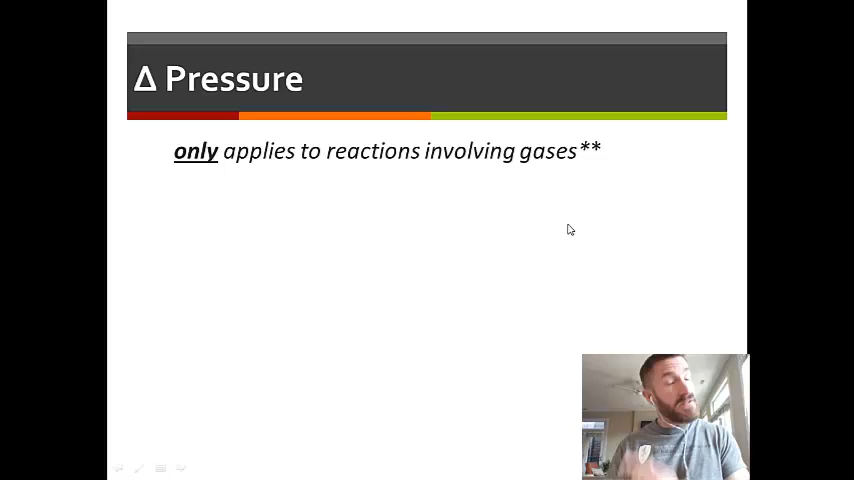 Δ Pressure
only applies to reactions involving gases**